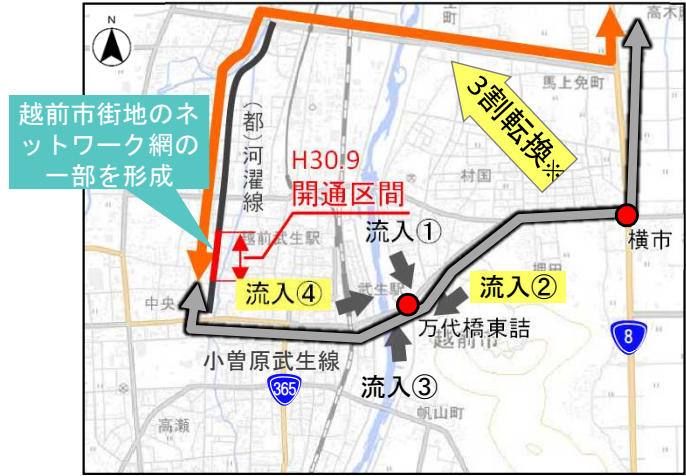 N
高木町
馬上免町
越前市街地のネ
ットワーク網の
一部を形成
(都)河濯線
3割転換※
H30.9
開通区間
村国
越前武生駅
流入①
横市
武生駅
流入④
流入②
中央
万代橋東詰
越前市
8
小曽原武生線
365
流入③
高瀬
帆山町